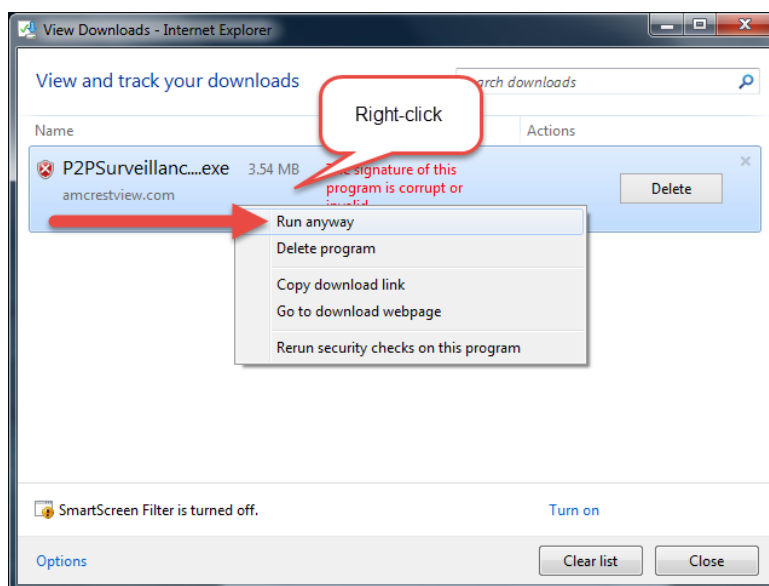 View Downloads - Internet Explorer
View and track your downloads
arch downloads
Right-click
Name
Actions
P2PSurveillanc....exe 3.54 MB
amcrestview.com
signature of this
program is corrupt or
invalid
Delete
Run anyway
Delete program
Copy download link
Go to download webpage
Rerun security checks on this program
SmartScreen Filter is turned off.
Turn on
Options
Clear list
Close